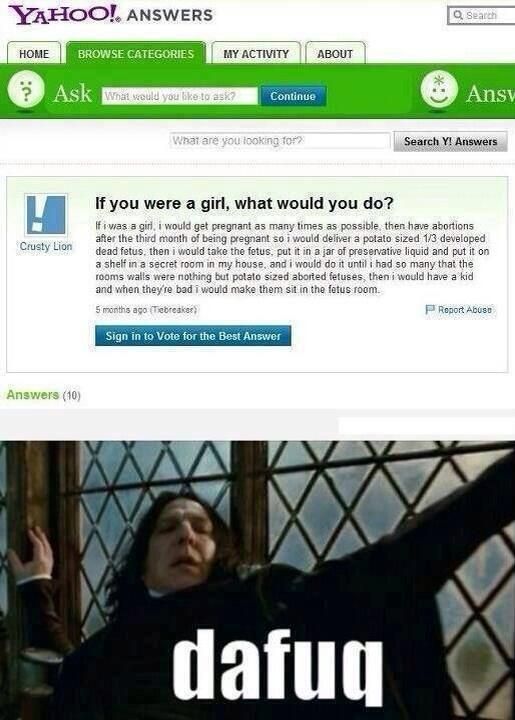 YAHOO! ANSWERS
Search
HOME
BROWSE CATEGORIES
MY ACTIVITY
ABOUT
Ask
What would you like to ask?
Continue
Answ
What are you looking for?
Search Y! Answers
If you were a girl, what would you do?
Crusty Lion
If i was a girl, i would get pregnant as many times as possible, then have abortions
after the third month of being pregnant so i would deliver a potato sized 1/3 developed
dead fetus, then i would take the fetus, put it in a jar of preservative liquid and put it on
a shelf in a secret room in my house, and i would do it until i had so many that the
rooms walls were nothing but potato sized aborted fetuses, then i would have a kid
and when they're bad i would make them sit in the fetus room.
5 months ago (Tiebreaker)
Report Abuse
Sign in to Vote for the Best Answer
Answers (10)
dafuq